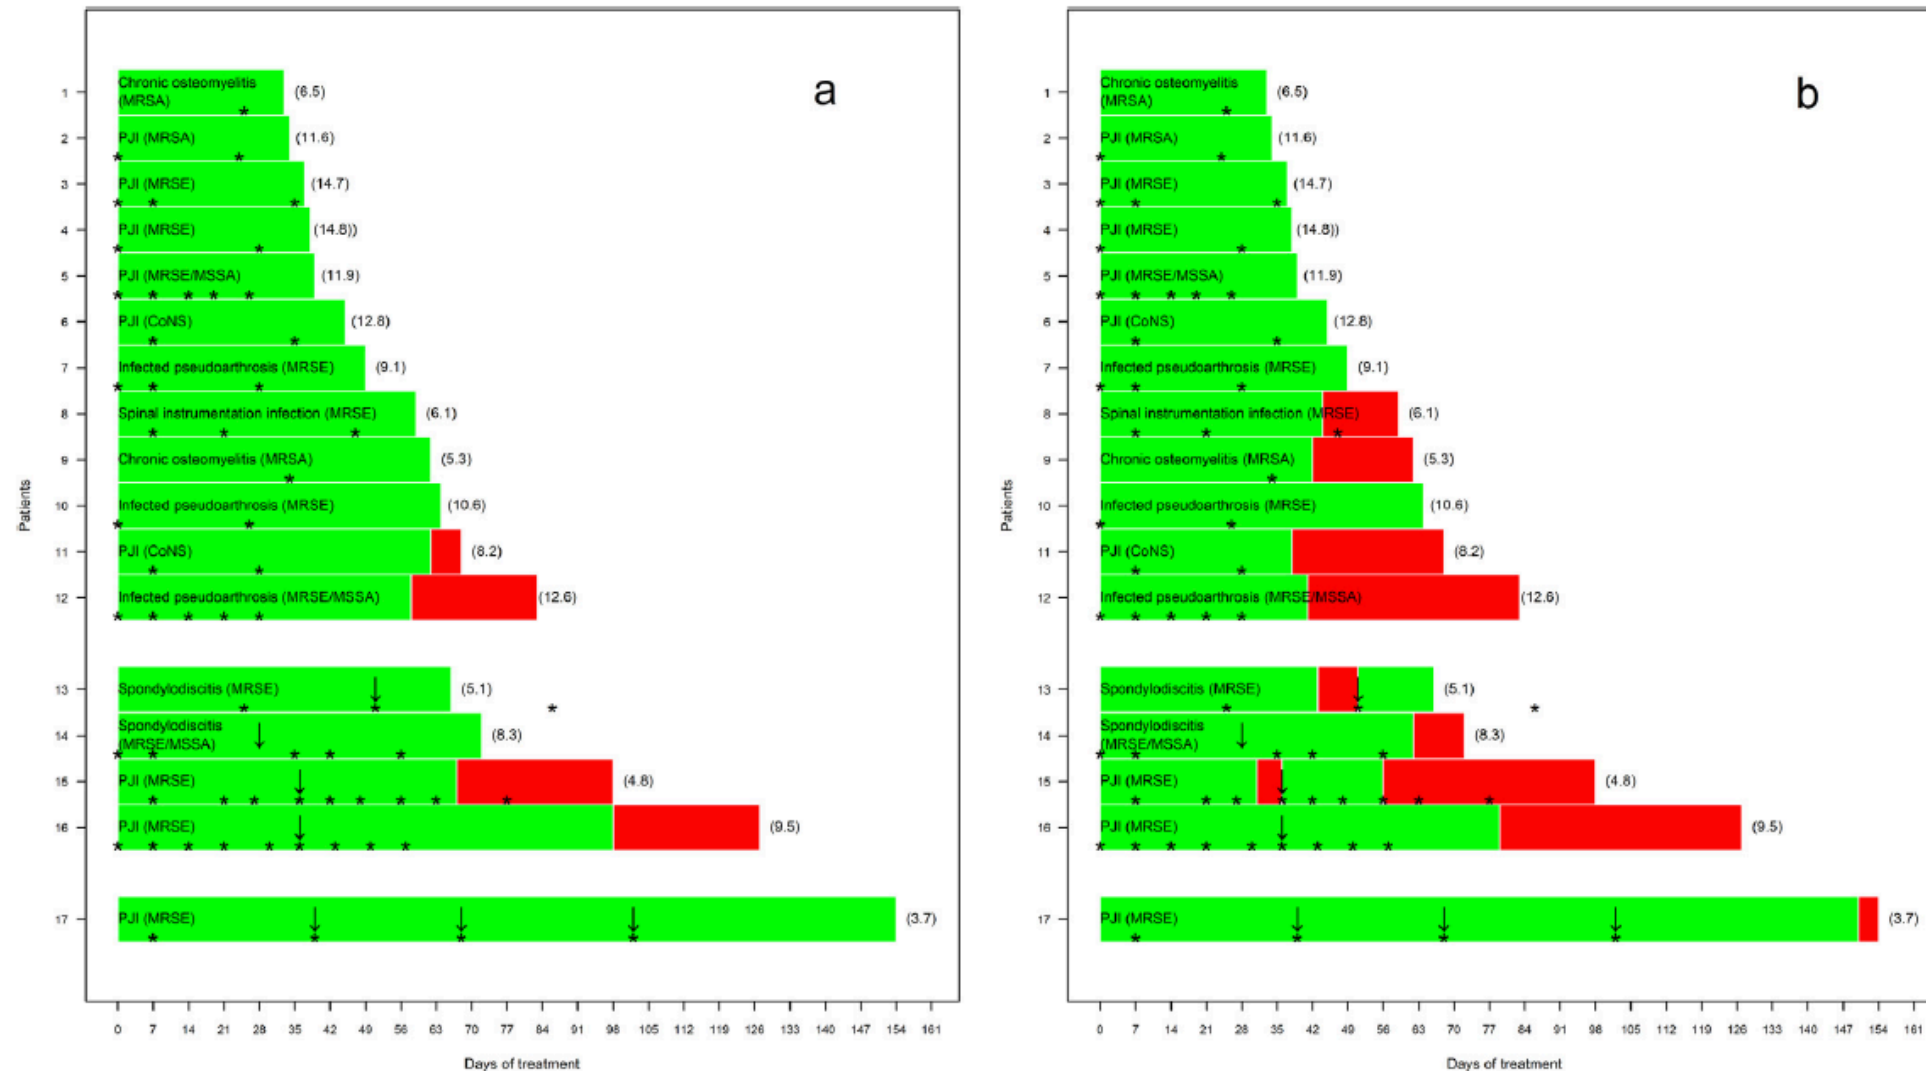 a
1 Chronic osteomyelitis
(MRSA) * (6.5)
2 PJI (MRSA) (11.6)
* *
3 PJI (MRSE) (14.7)
* * *
4 PJI (MRSE) (14.8))
* *
5 PJI (MRSE/MSSA) (11.9)
* * * * *
6 PJI (CoNS) (12.8)
* *
7 Infected pseudoarthrosis (MRSE) (9.1)
* * *
8 Spinal instrumentation infection (MRSE) (6.1)
* * *
9 Chronic osteomyelitis (MRSA) (5.3)
*
10 Infected pseudoarthrosis (MRSE) (10.6)
* *
11 PJI (CoNS) (8.2)
* *
12 Infected pseudoarthrosis (MRSE/MSSA) (12.6)
* * * * *
13 Spondylodiscitis (MRSE) ↓ (5.1)
* * *
14 Spondylodiscitis
(MRSE/MSSA) ↓ (8.3)
* * * * *
15 PJI (MRSE) ↓ (4.8)
* * * * * * * * *
16 PJI (MRSE) ↓ (9.5)
* * * * * * * * *
17 PJI (MRSE) ↓ ↓ ↓ (3.7)
* * * *
Patients
0 7 14 21 28 35 42 49 56 63 70 77 84 91 98 105 112 119 126 133 140 147 154 161
Days of treatment
b
1 Chronic osteomyelitis
(MRSA) * (6.5)
2 PJI (MRSA) (11.6)
* *
3 PJI (MRSE) (14.7)
* * *
4 PJI (MRSE) (14.8))
* *
5 PJI (MRSE/MSSA) (11.9)
* * * * *
6 PJI (CoNS) (12.8)
* *
7 Infected pseudoarthrosis (MRSE) (9.1)
* * *
8 Spinal instrumentation infection (MRSE) (6.1)
* * *
9 Chronic osteomyelitis (MRSA) (5.3)
*
10 Infected pseudoarthrosis (MRSE) (10.6)
* *
11 PJI (CoNS) (8.2)
* *
12 Infected pseudoarthrosis (MRSE/MSSA) (12.6)
* * * * *
13 Spondylodiscitis (MRSE) ↓ (5.1)
* * *
14 Spondylodiscitis
(MRSE/MSSA) ↓ (8.3)
* * * * *
15 PJI (MRSE) ↓ (4.8)
* * * * * * * * *
16 PJI (MRSE) ↓ (9.5)
* * * * * * * * *
17 PJI (MRSE) ↓ ↓ ↓ (3.7)
* * * *
Patients
0 7 14 21 28 35 42 49 56 63 70 77 84 91 98 105 112 119 126 133 140 147 154 161
Days of treatment